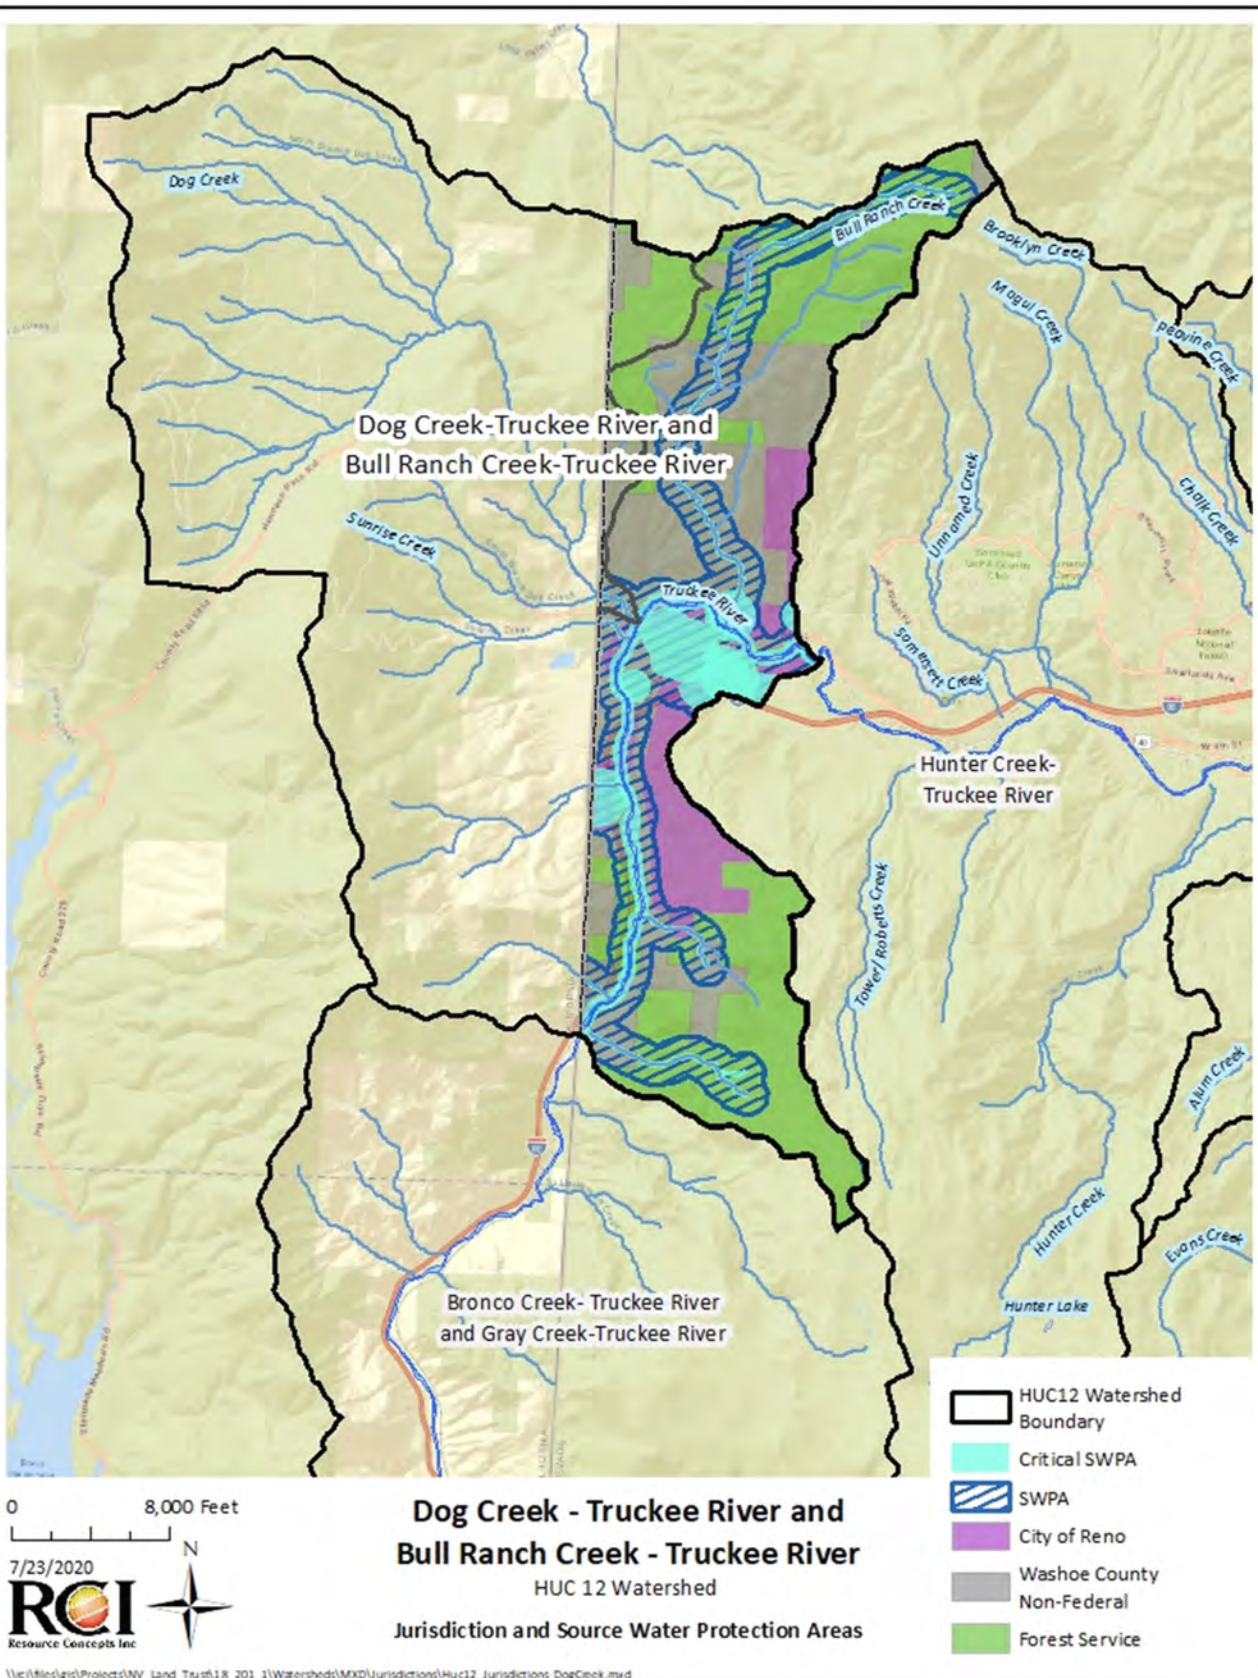 Dog Creek
Bull Ranch Creek
Brooklyn Creek
Mogul Creek
peavine Creek
Dog Creek-Truckee River and
Bull Ranch Creek-Truckee River
Unnamed Creek
Chalk Creek
Sunrise Creek
Truckee River
Somersett Creek
County Road
Hunter Creek-
Truckee River
Tower/ Roberts Creek
Alum Creek
Hunter Creek
Evans Creek
Hunter Lake
Bronco Creek- Truckee River
and Gray Creek-Truckee River
HUC12 Watershed
Boundary
Critical SWPA
SWPA
City of Reno
Washoe County
Non-Federal
Forest Service
0 8,000 Feet
N
7/23/2020
RCI
Resource Concepts Inc
Dog Creek - Truckee River and
Bull Ranch Creek - Truckee River
HUC 12 Watershed
Jurisdiction and Source Water Protection Areas